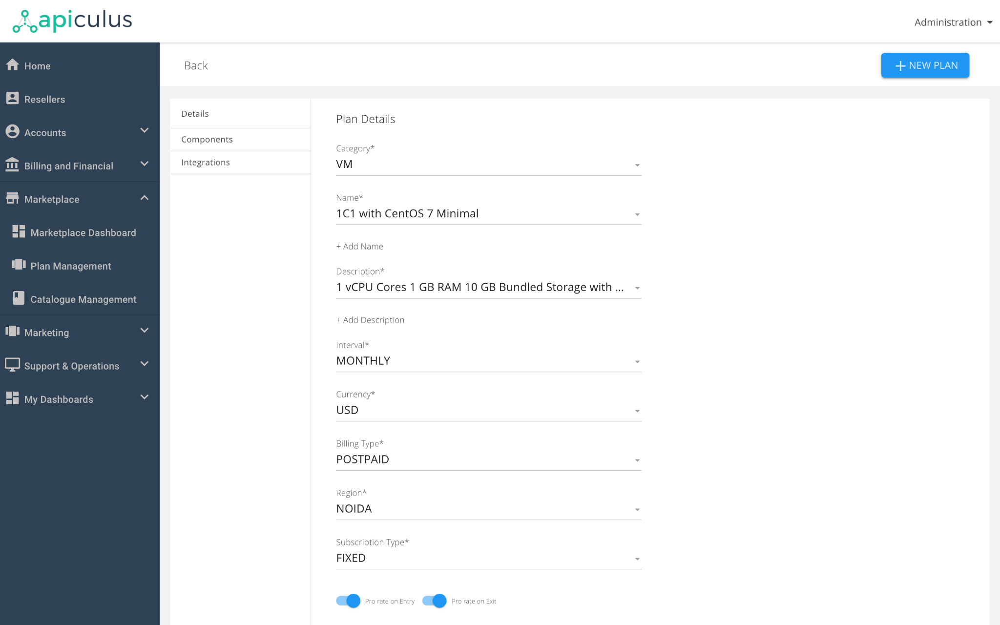 apiculus
Administration
Home
Resellers
Accounts
Billing and Financial
Marketplace
Marketplace Dashboard
Plan Management
Catalogue Management
Marketing
Support & Operations
My Dashboards
Back
NEW PLAN
Details
Components
Integrations
Plan Details
Category*
VM
Name*
1C1 with CentOS 7 Minimal
+ Add Name
Description*
1 vCPU Cores 1 GB RAM 10 GB Bundled Storage with ...
+ Add Description
Interval*
MONTHLY
Currency*
USD
Billing Type*
POSTPAID
Region*
NOIDA
Subscription Type*
FIXED
Pro rate on Entry Pro rate on Exit